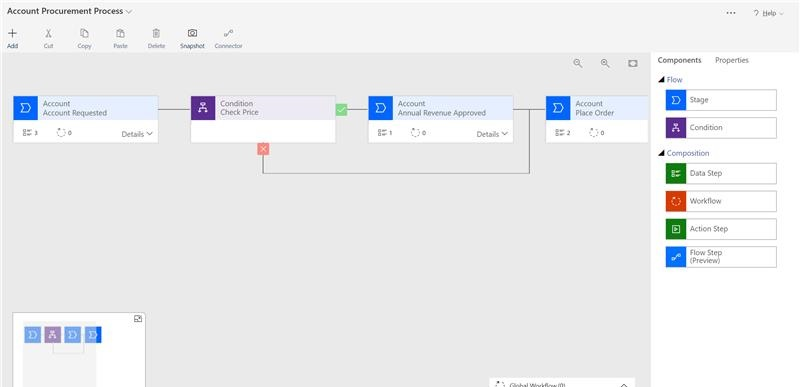 Account Procurement Process
Help
Add
Cut
Copy
Paste
Delete
Snapshot
Connector
Components
Properties
Flow
Stage
Condition
Composition
Data Step
Workflow
Action Step
Flow Step
(Preview)
Account
Account Requested
3
0
Details
Condition
Check Price
Account
Annual Revenue Approved
1
0
Details
Account
Place Order
2
0
Global Workflow(0)